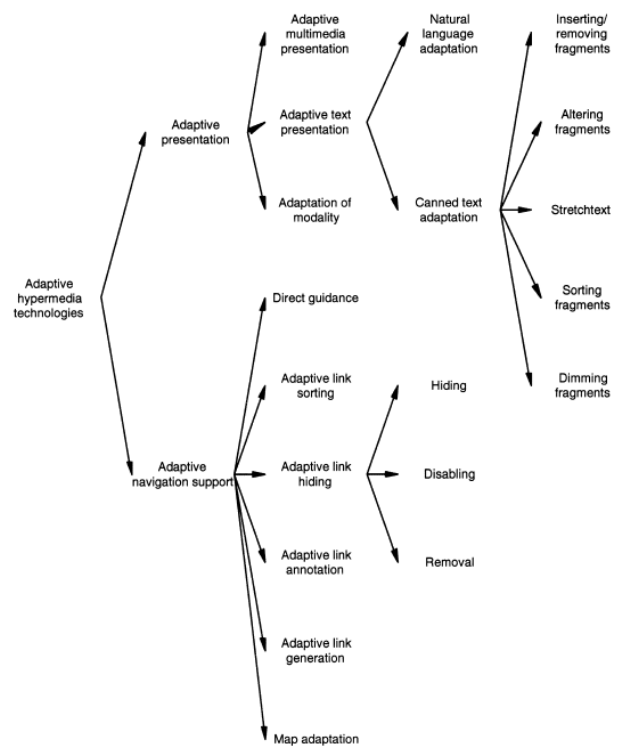 Adaptive
hypermedia
technologies
Adaptive
presentation
Adaptive
multimedia
presentation
Adaptive text
presentation
Adaptation of
modality
Natural
language
adaptation
Canned text
adaptation
Inserting/
removing
fragments
Altering
fragments
Stretchtext
Sorting
fragments
Dimming
fragments
Adaptive
navigation support
Direct guidance
Adaptive link
sorting
Adaptive link
hiding
Hiding
Disabling
Removal
Adaptive link
annotation
Adaptive link
generation
Map adaptation